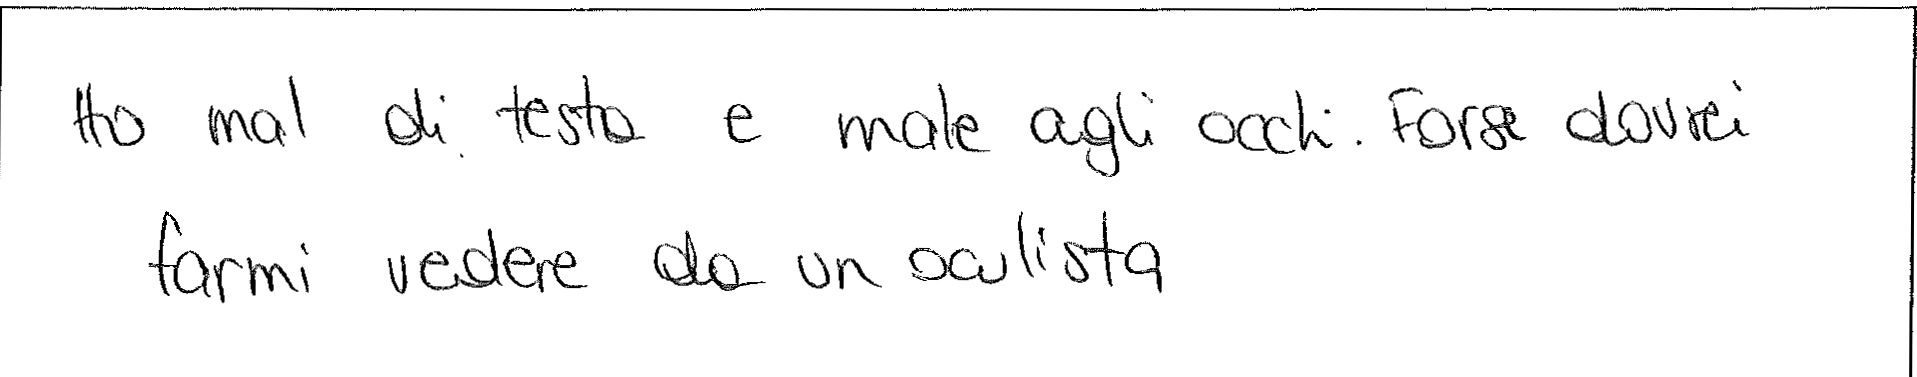 Ho mal di testa e male agli occhi. Forse dovrei
farmi vedere da un oculista